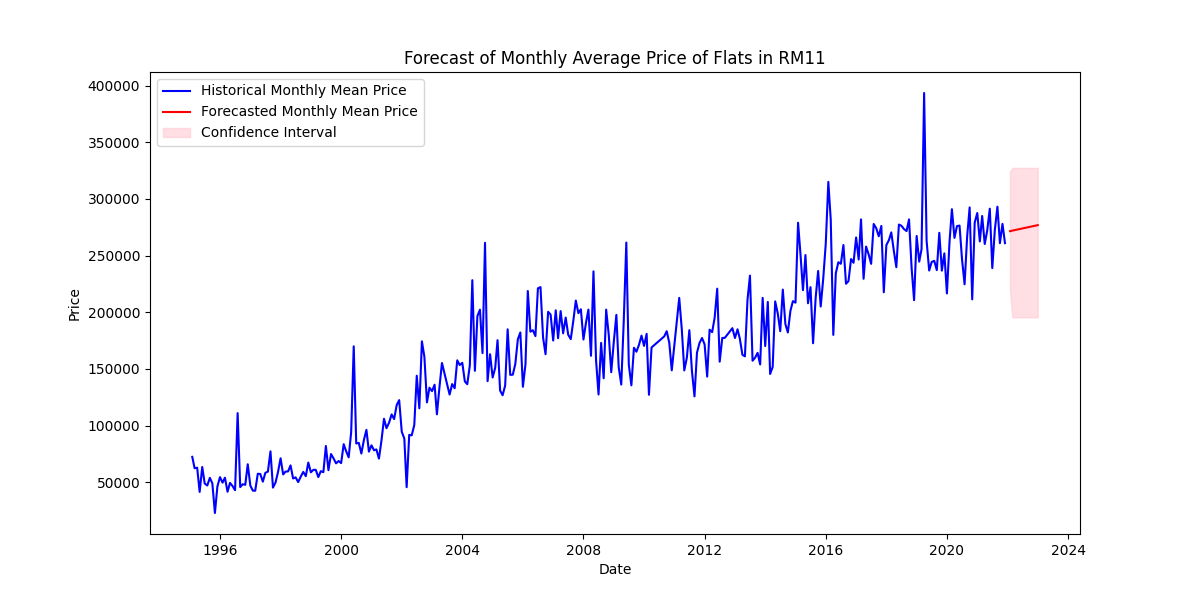 Forecast of Monthly Average Price of Flats in RM11
Historical Monthly Mean Price
Forecasted Monthly Mean Price
Confidence Interval
400000
350000
300000
250000
200000
150000
100000
50000
Price
1996
2000
2004
2008
2012
2016
2020
2024
Date